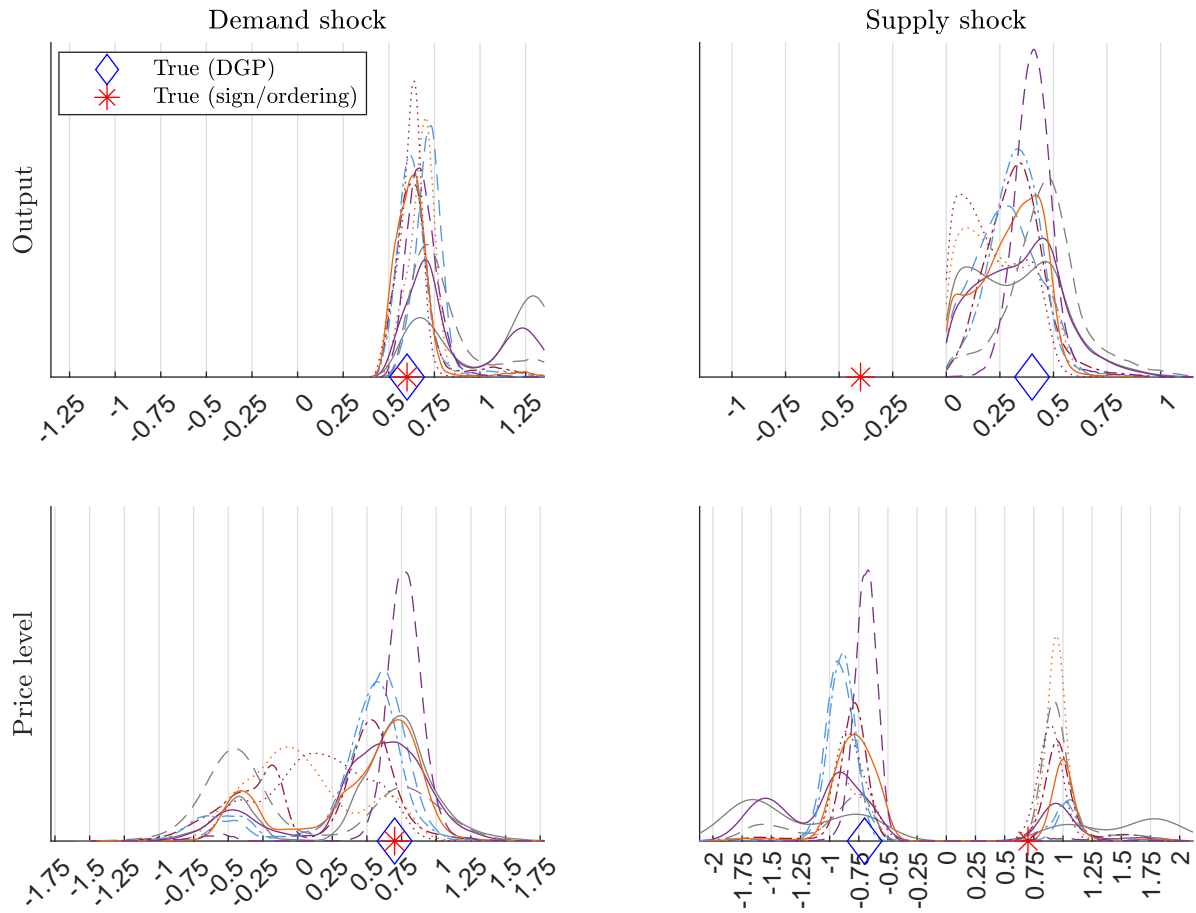 Demand shock
Supply shock
True (DGP)
True (sign/ordering)
Output
-1.25 -1 -0.75 -0.5 -0.25 0 0.25 0.5 0.75 1 1.25
-1 -0.75 -0.5 -0.25 0 0.25 0.5 0.75 1
Price level
-1.75 -1.5 -1.25 -1 -0.75 -0.5 -0.25 0 0.25 0.5 0.75 1 1.25 1.5 1.75
-2 -1.75 -1.5 -1.25 -1 -0.75 -0.5 -0.25 0 0.25 0.5 0.75 1 1.25 1.5 1.75 2